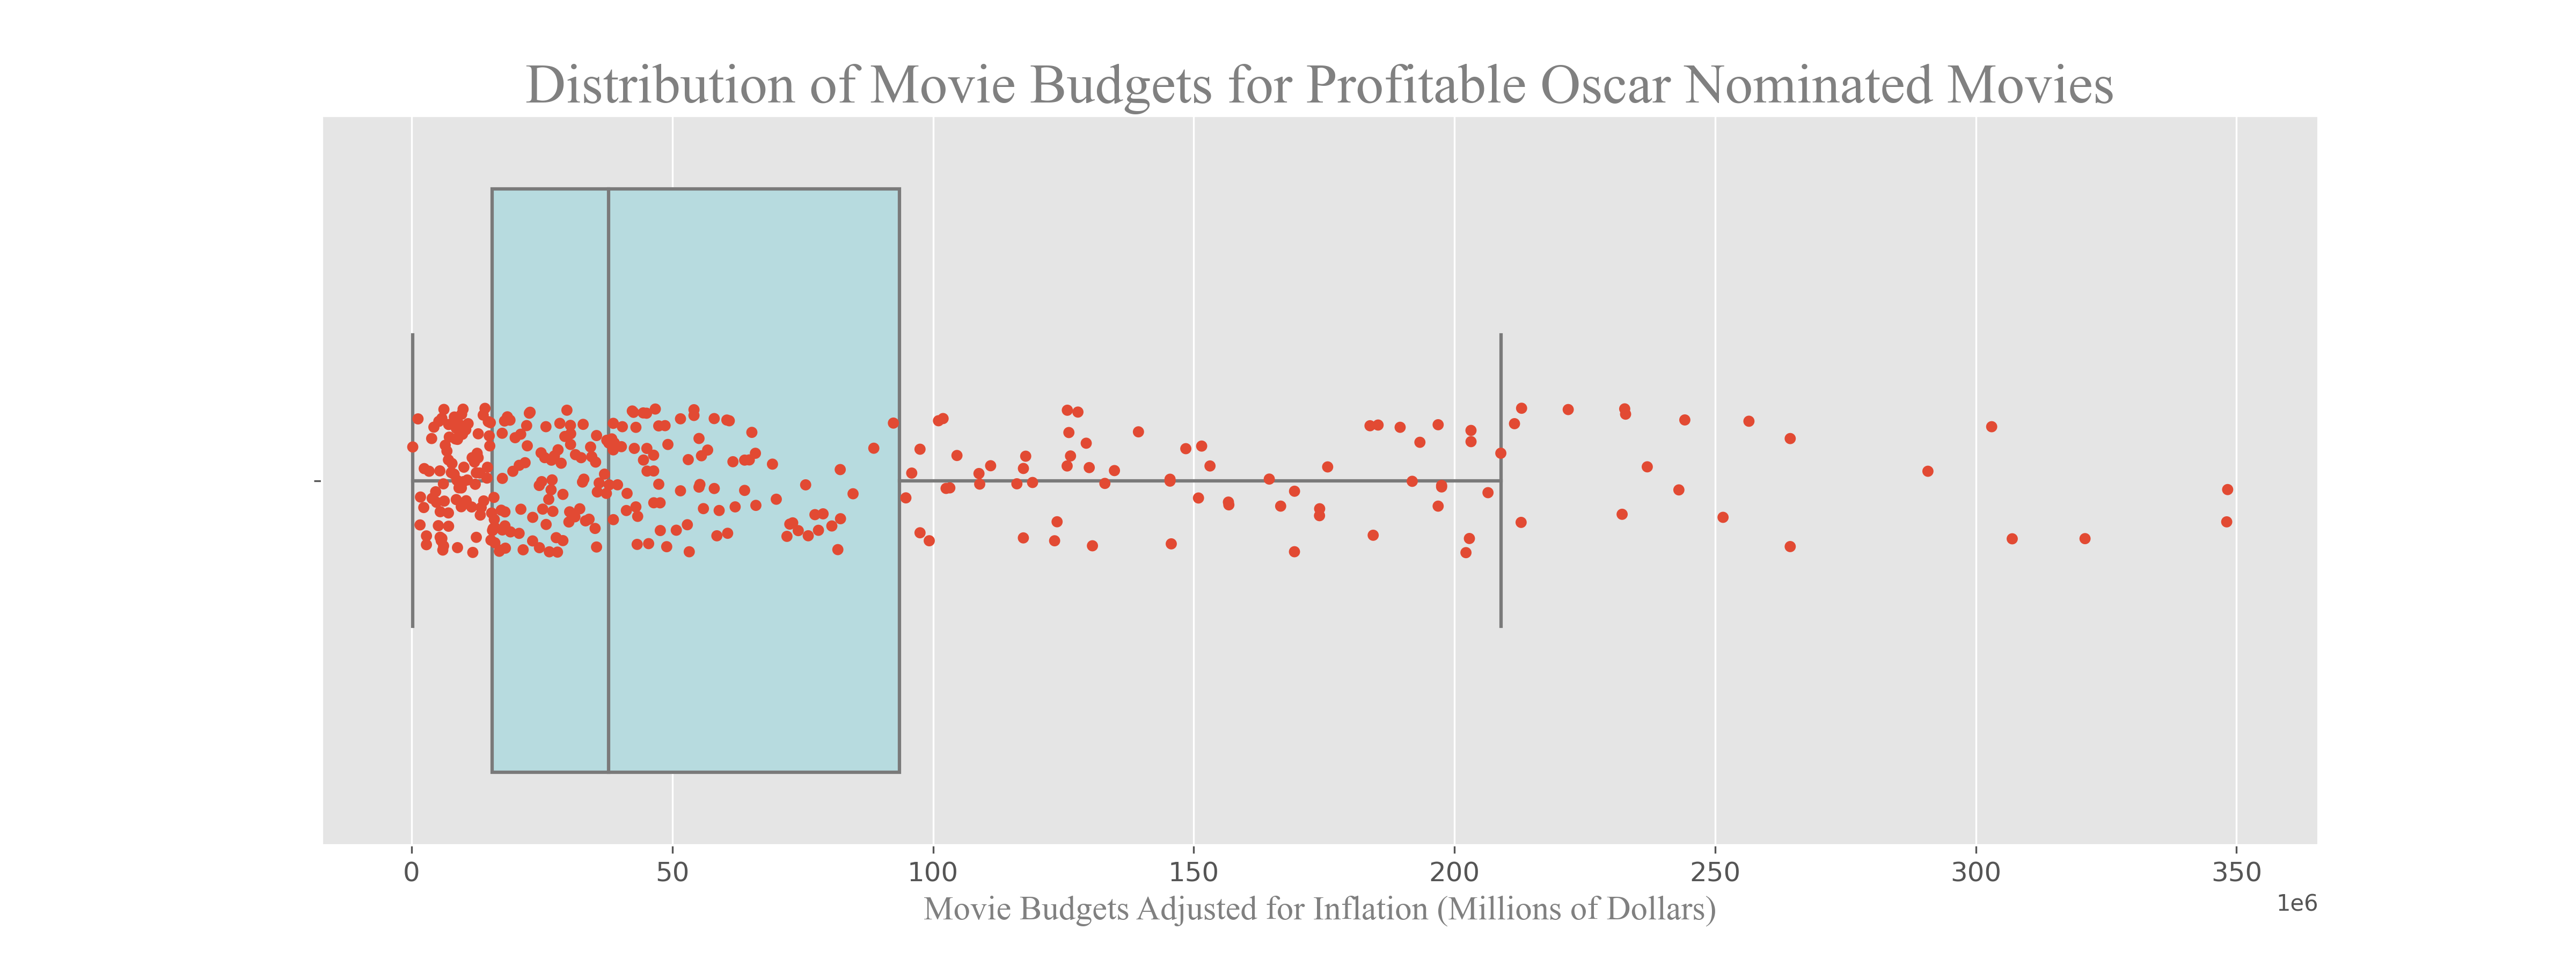 Distribution of Movie Budgets for Profitable Oscar Nominated Movies
0 50 100 150 200 250 300 350
1e6
Movie Budgets Adjusted for Inflation (Millions of Dollars)